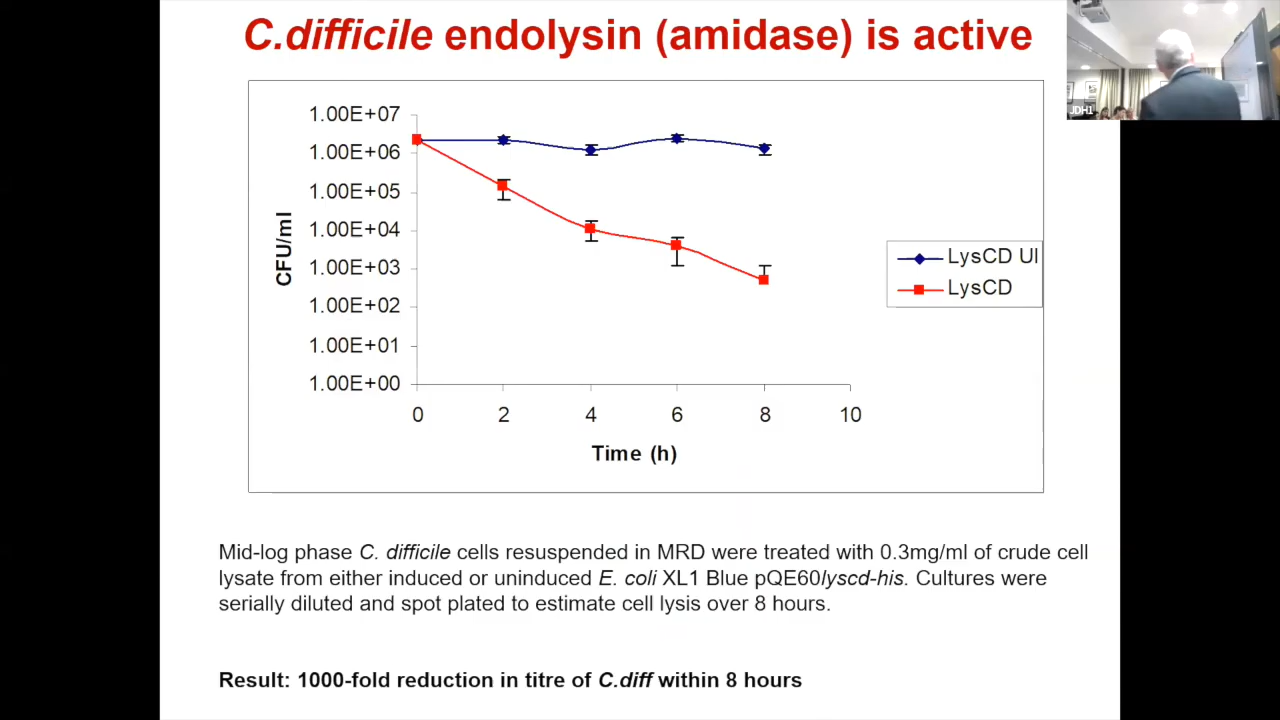 C.difficile endolysin (amidase) is active
JDH1
1.00E+07
1.00E+06
1.00E+05
1.00E+04
1.00E+03
1.00E+02
1.00E+01
1.00E+00
CFU/ml
0 2 4 6 8 10
Time (h)
LysCD UI
LysCD
Mid-log phase C. difficile cells resuspended in MRD were treated with 0.3mg/ml of crude cell
lysate from either induced or uninduced E. coli XL1 Blue pQE60lyscd-his. Cultures were
serially diluted and spot plated to estimate cell lysis over 8 hours.
Result: 1000-fold reduction in titre of C.diff within 8 hours